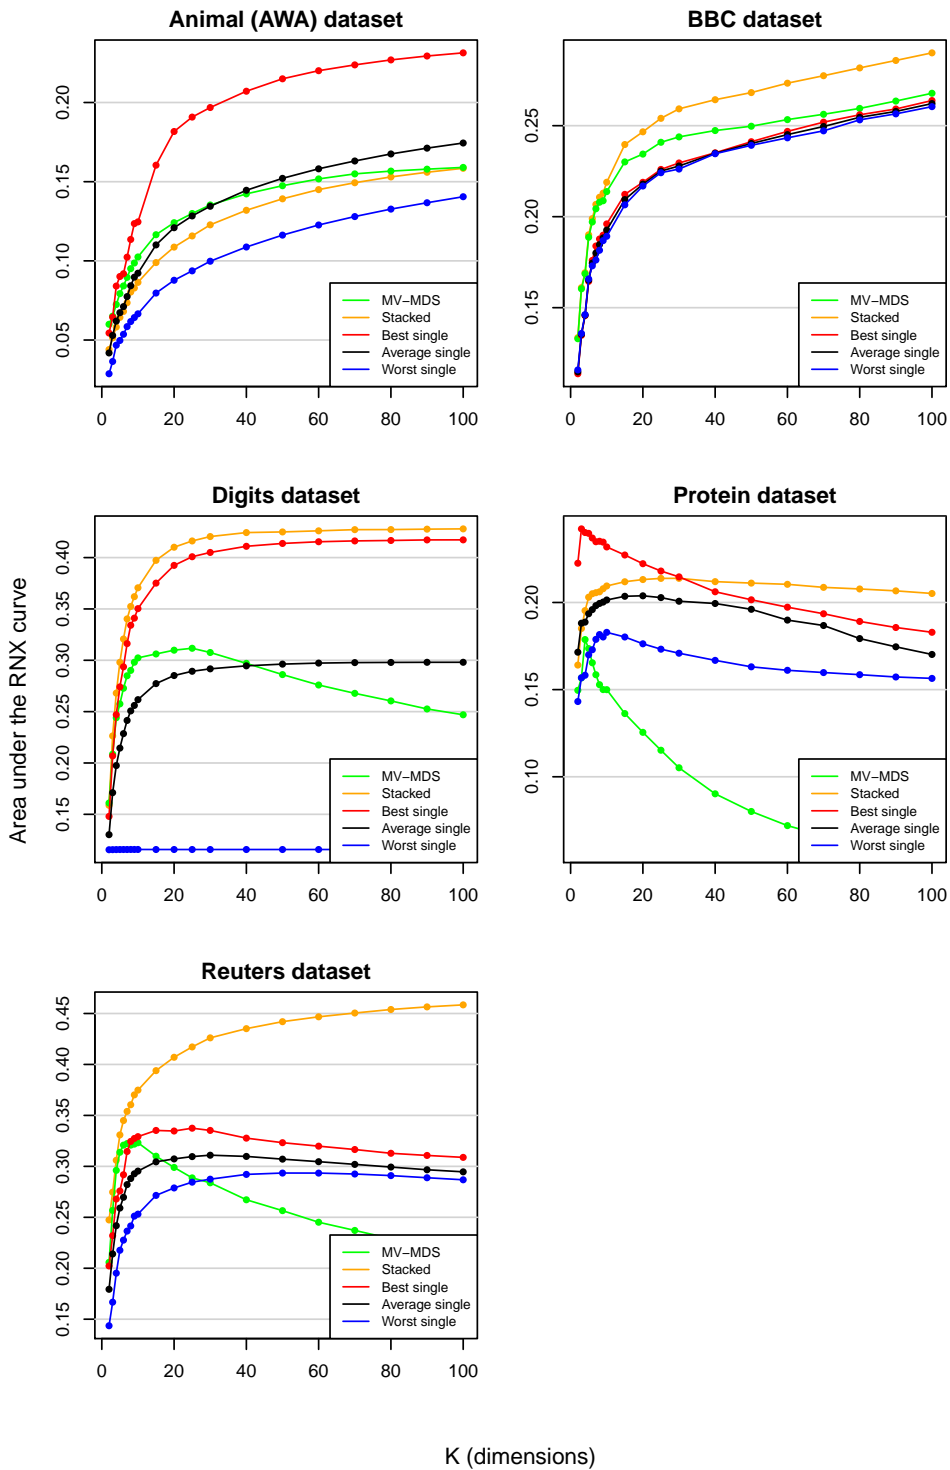 Animal (AWA) dataset
0.05 0.10 0.15 0.20
0 20 40 60 80 100
MV−MDS
Stacked
Best single
Average single
Worst single
BBC dataset
0.15 0.20 0.25
0 20 40 60 80 100
MV−MDS
Stacked
Best single
Average single
Worst single
Area under the RNX curve
Digits dataset
0.15 0.20 0.25 0.30 0.35 0.40
0 20 40 60 80 100
MV−MDS
Stacked
Best single
Average single
Worst single
Protein dataset
0.10 0.15 0.20
0 20 40 60 80 100
MV−MDS
Stacked
Best single
Average single
Worst single
Reuters dataset
0.15 0.20 0.25 0.30 0.35 0.40 0.45
0 20 40 60 80 100
MV−MDS
Stacked
Best single
Average single
Worst single
K (dimensions)